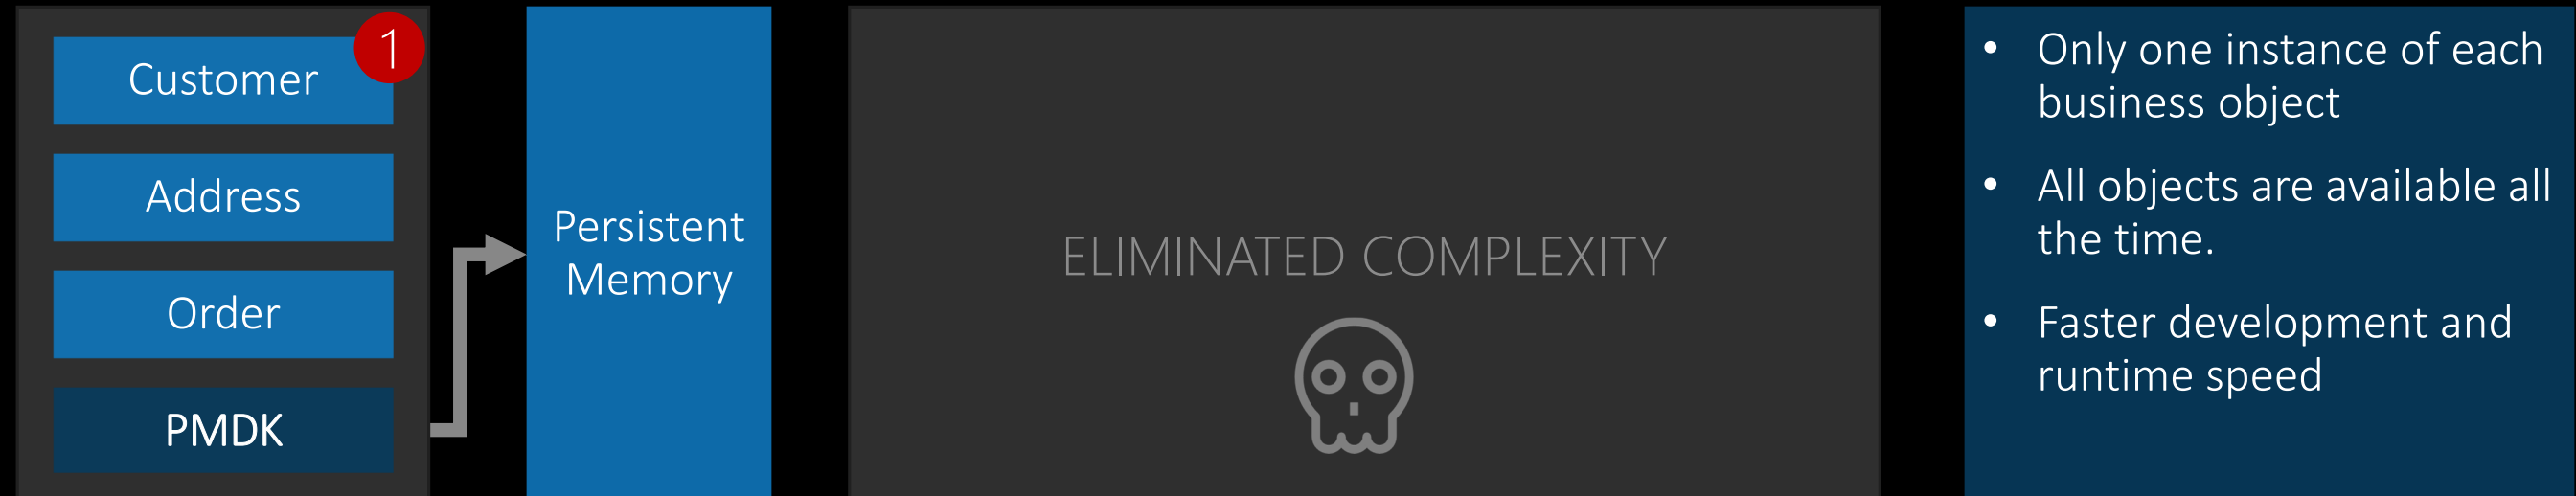 Customer
1
Address
Order
PMDK
Persistent
Memory
ELIMINATED COMPLEXITY
• Only one instance of each
business object
• All objects are available all
the time.
• Faster development and
runtime speed